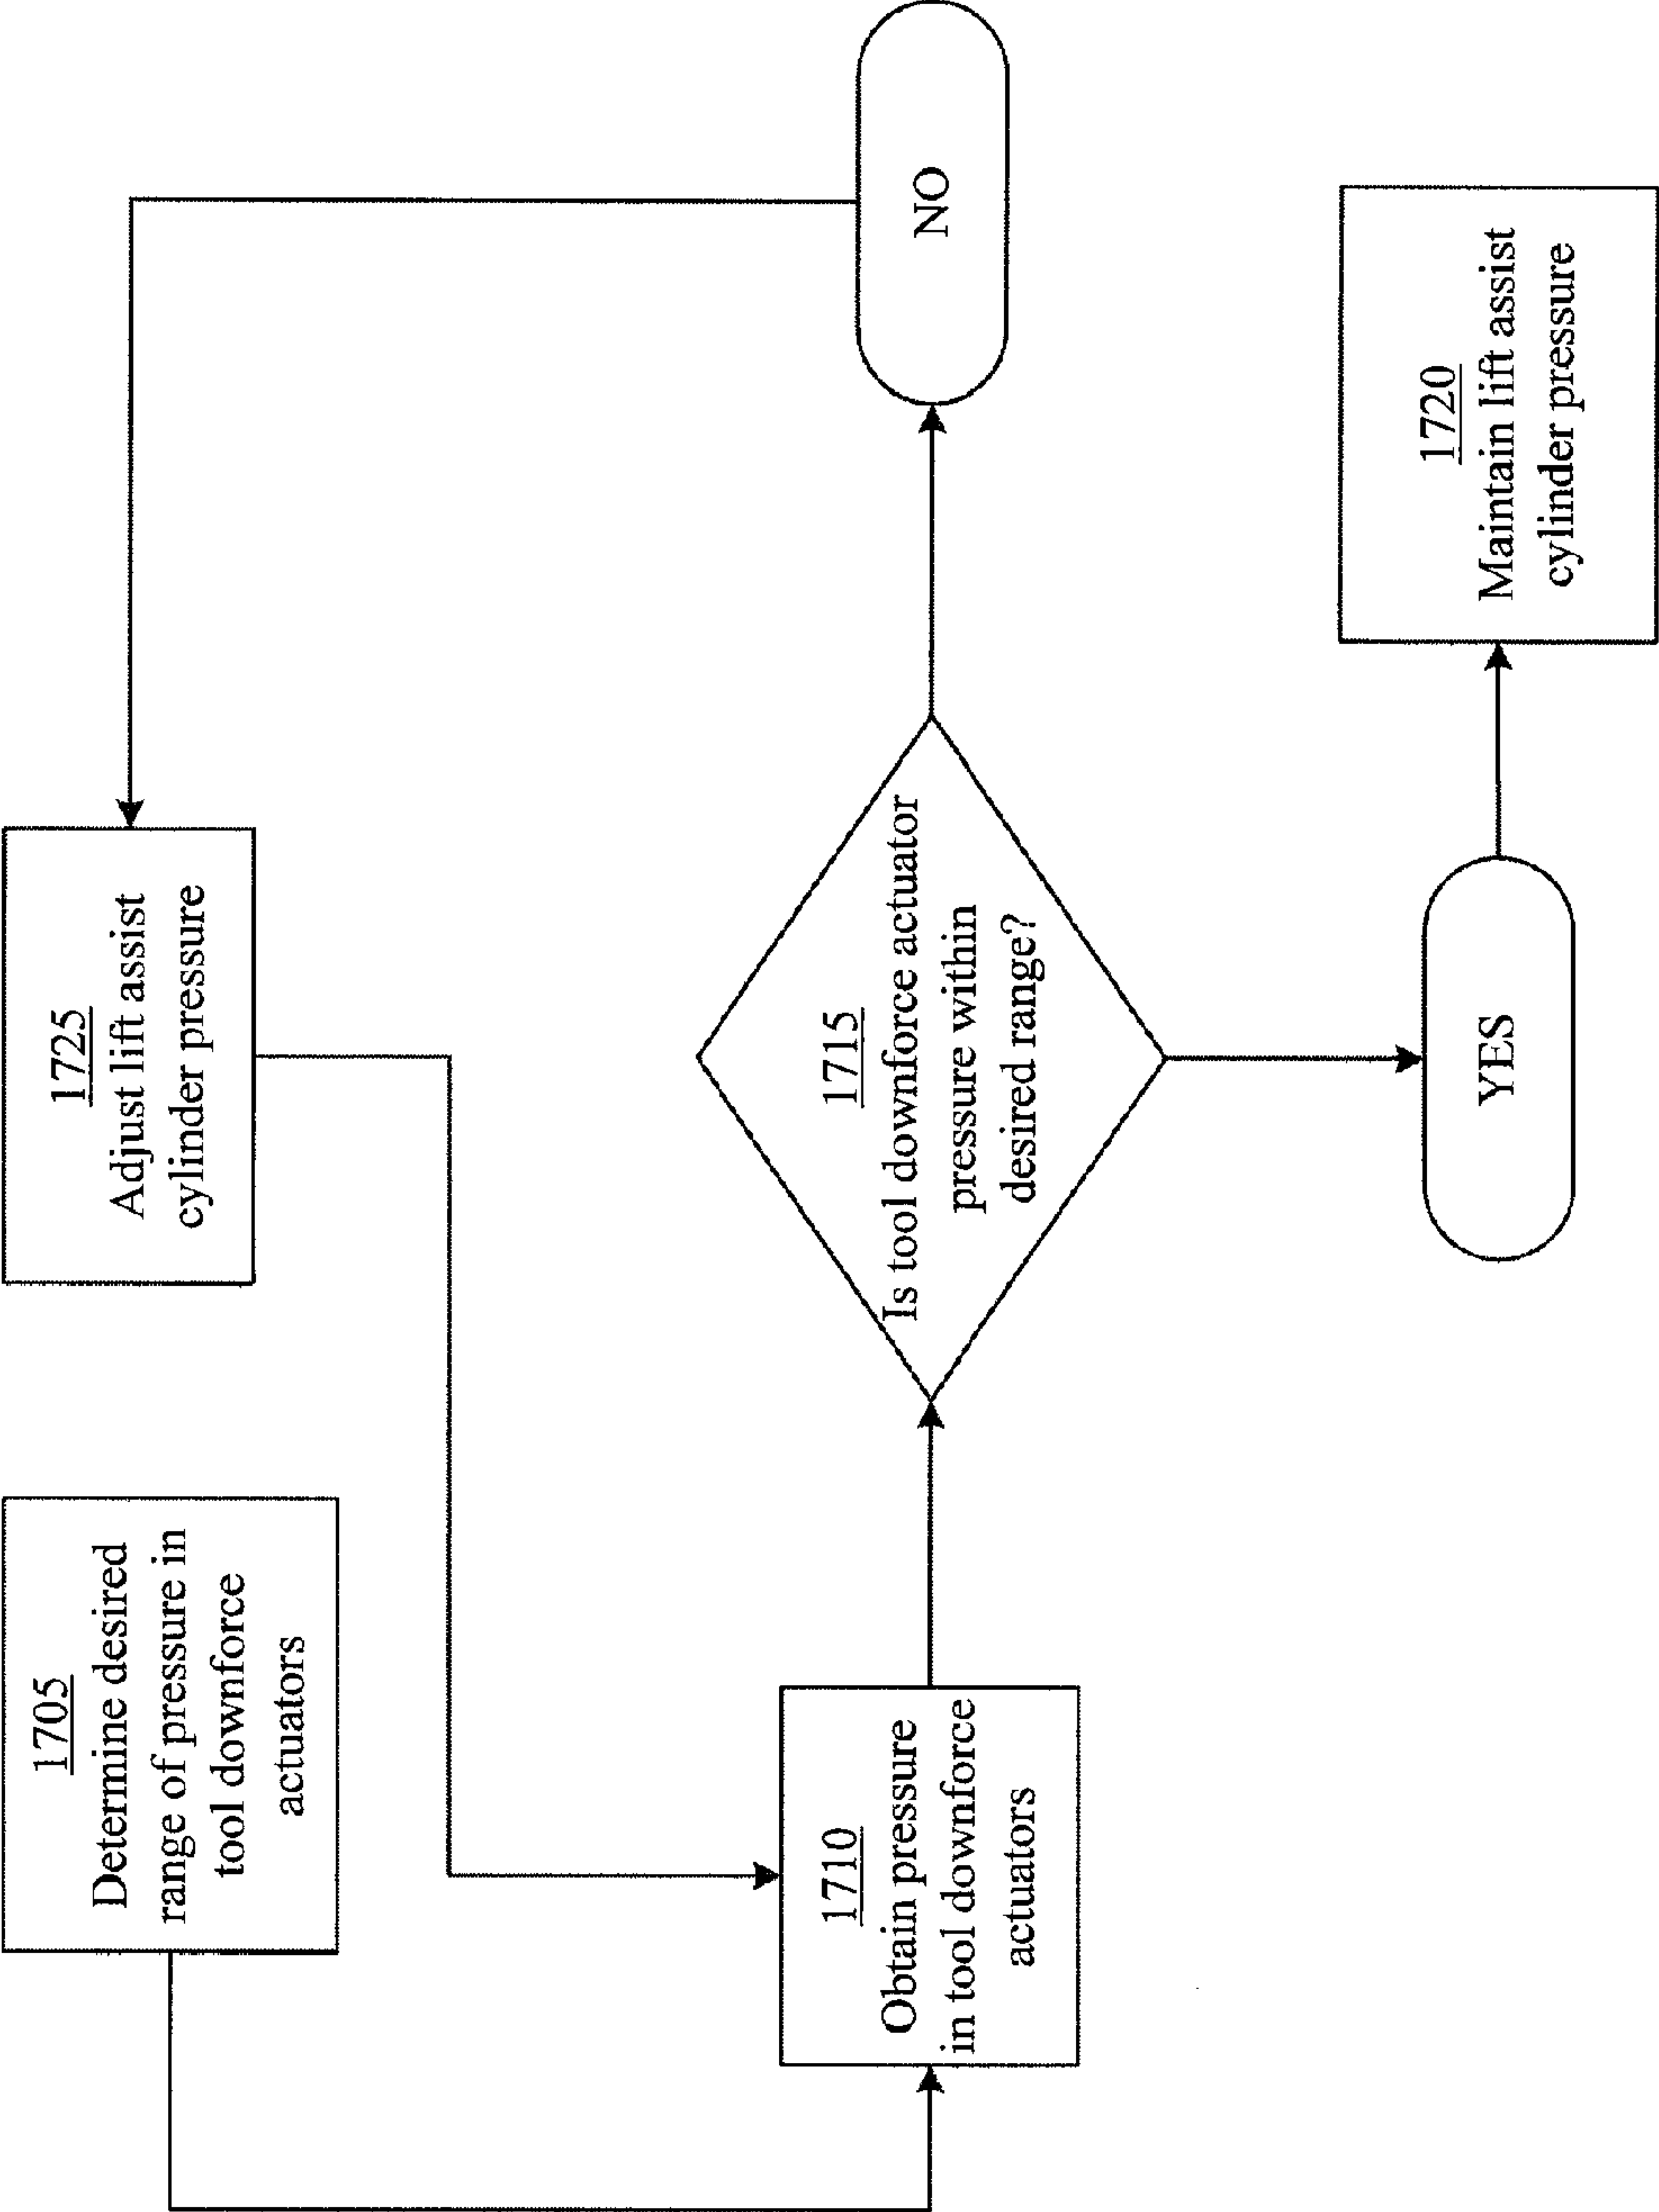 1705
Determine desired
range of pressure in
tool downforce
actuators
1725
Adjust lift assist
cylinder pressure
1710
Obtain pressure
in tool downforce
actuators
1715
Is tool downforce actuator
pressure within
desired range?
NO
YES
1720
Maintain lift assist
cylinder pressure